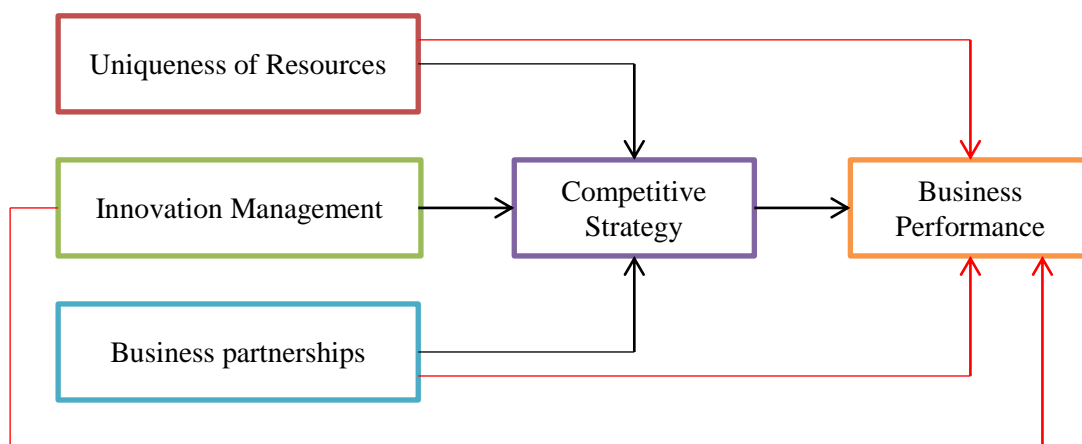 Uniqueness of Resources
Innovation Management
Competitive
Strategy
Business
Performance
Business partnerships